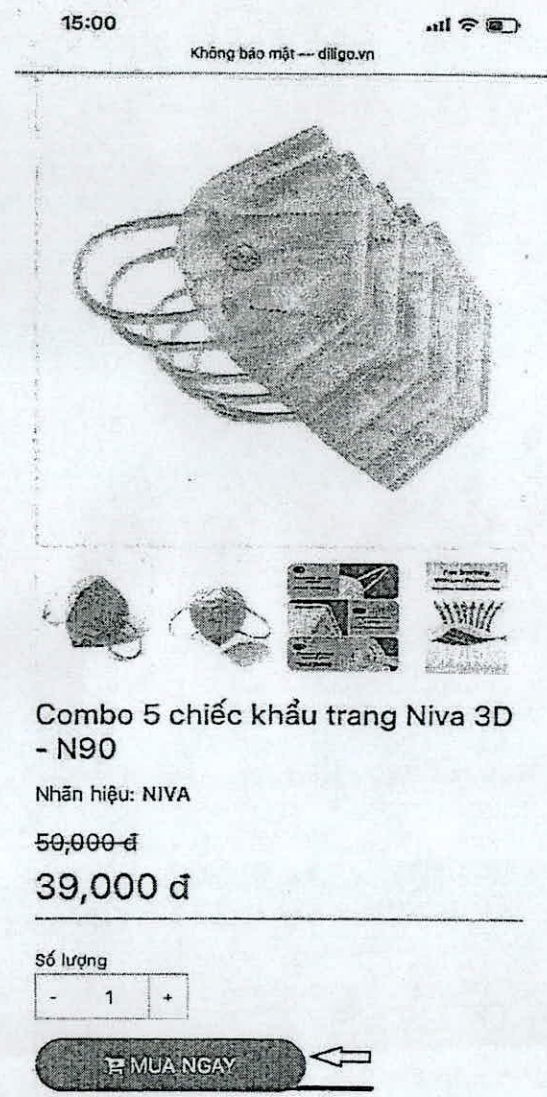 15:00
Không bảo mật — diligo.vn
Combo 5 chiếc khẩu trang Niva 3D
- N90
Nhãn hiệu: NIVA
50,000 đ
39,000 đ
Số lượng
- 1 +
MUA NGAY